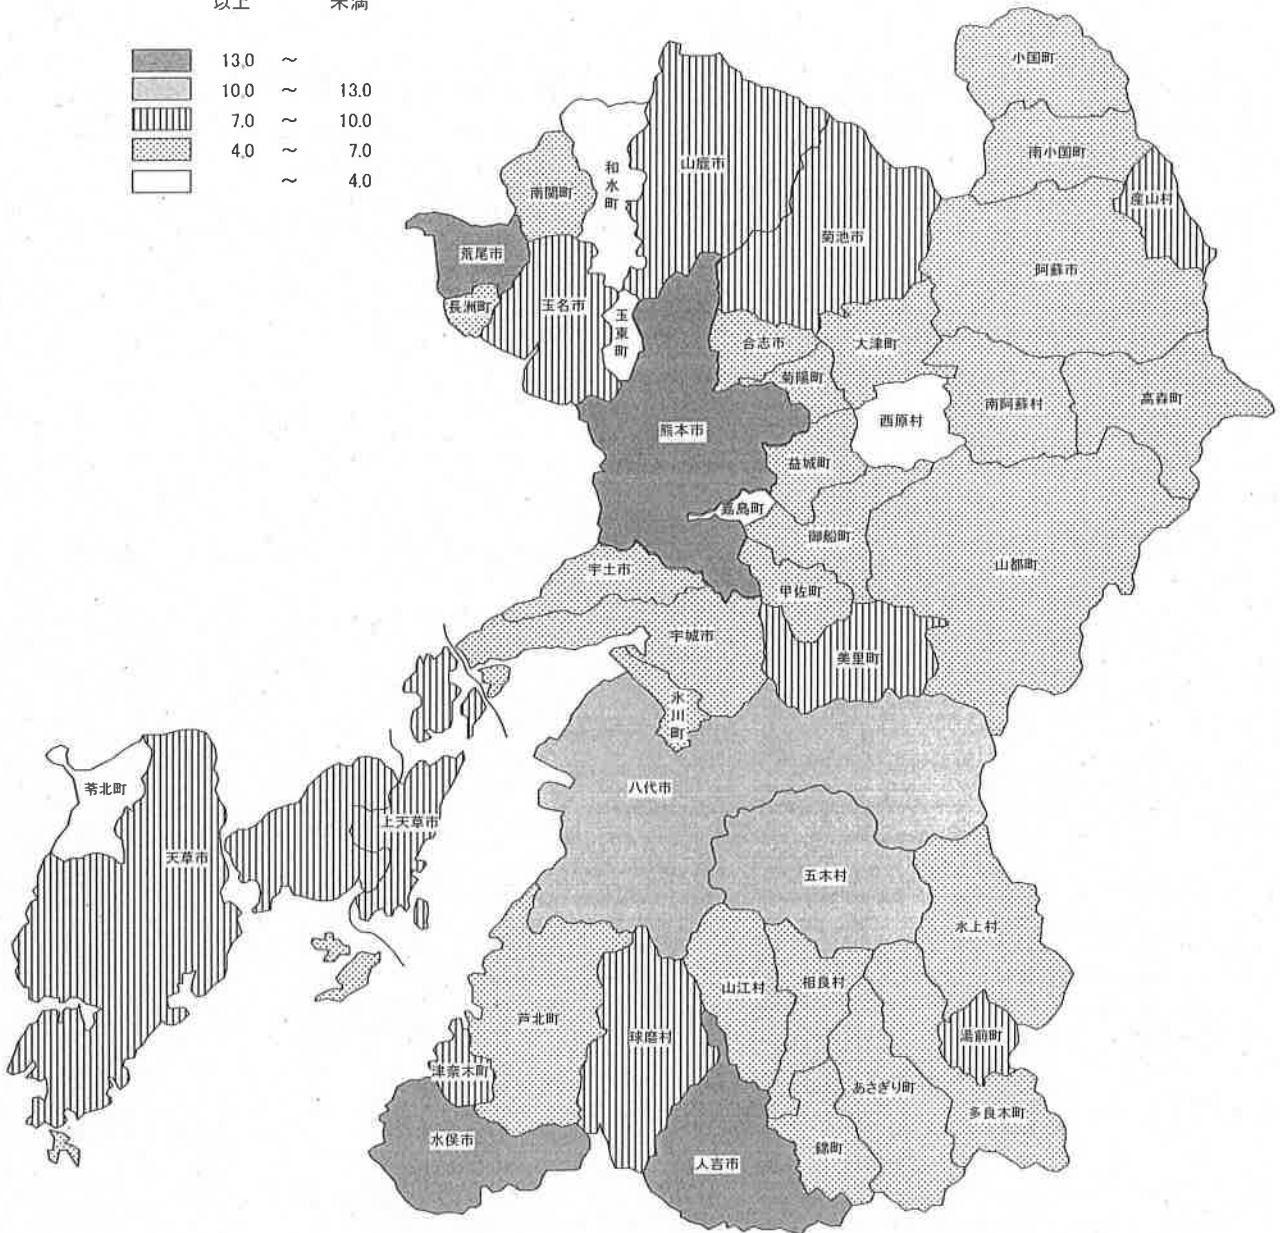 以上 未満
13.0 ～
10.0 ～ 13.0
7.0 ～ 10.0
4.0 ～ 7.0
～ 4.0
小国町
南小国町
産山村
山鹿市
和水町
南関町
菊池市
荒尾市
阿蘇市
長洲町
玉名市
玉東町
合志市
大津町
菊陽町
南阿蘇村
高森町
西原村
熊本市
益城町
嘉島町
御船町
山都町
宇土市
甲佐町
宇城市
美里町
氷川町
八代市
苓北町
上天草市
天草市
五木村
水上村
相良村
山江村
芦北町
球磨村
湯前町
津奈木町
あさぎり町
多良木町
水俣市
錦町
人吉市